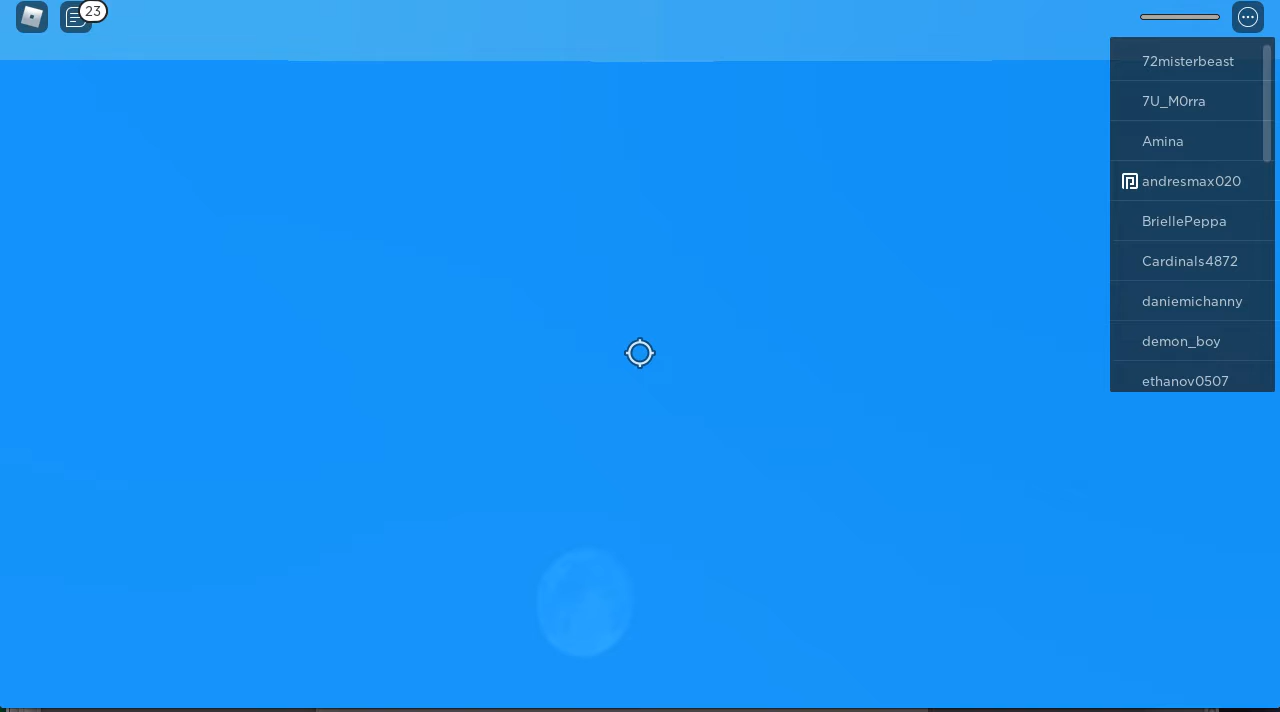 23
72misterbeast
7U_M0rra
Amina
andresmax020
BriellePeppa
Cardinals4872
daniemichanny
demon_boy
ethanov0507